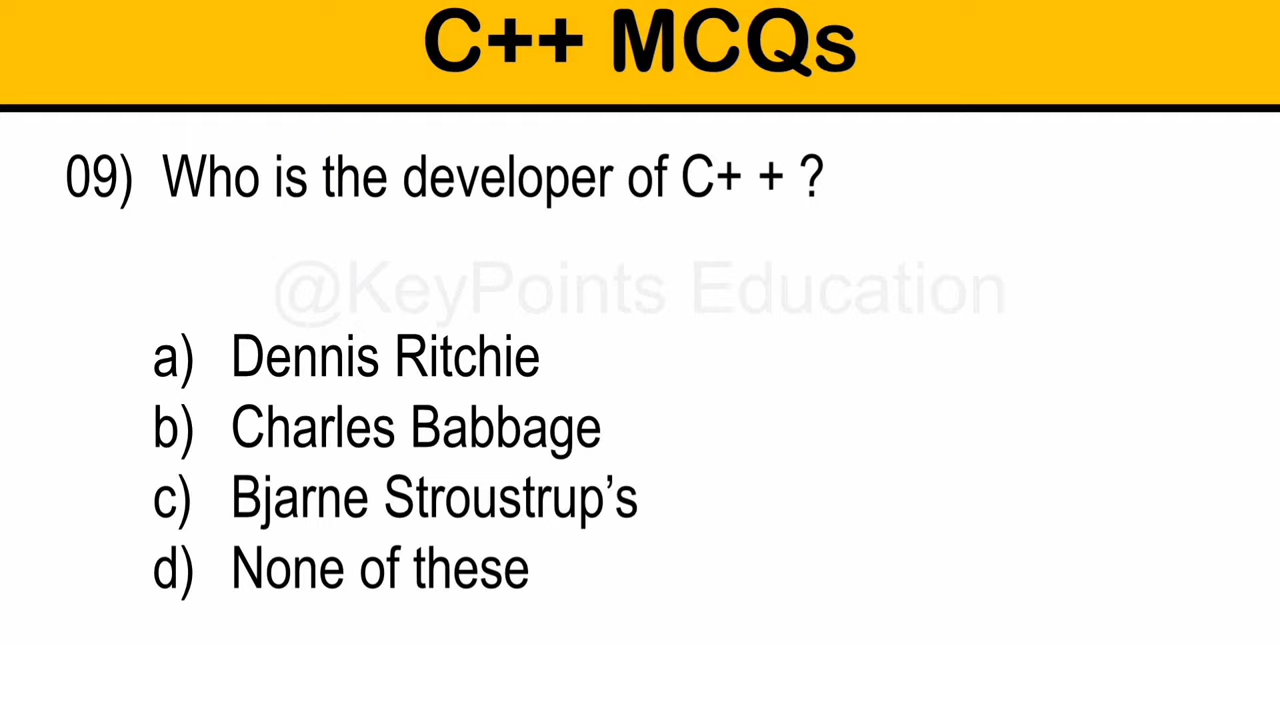 C++ MCQs
09) Who is the developer of C+ + ?
@KeyPoints Education
a) Dennis Ritchie
b) Charles Babbage
c) Bjarne Stroustrup’s
d) None of these